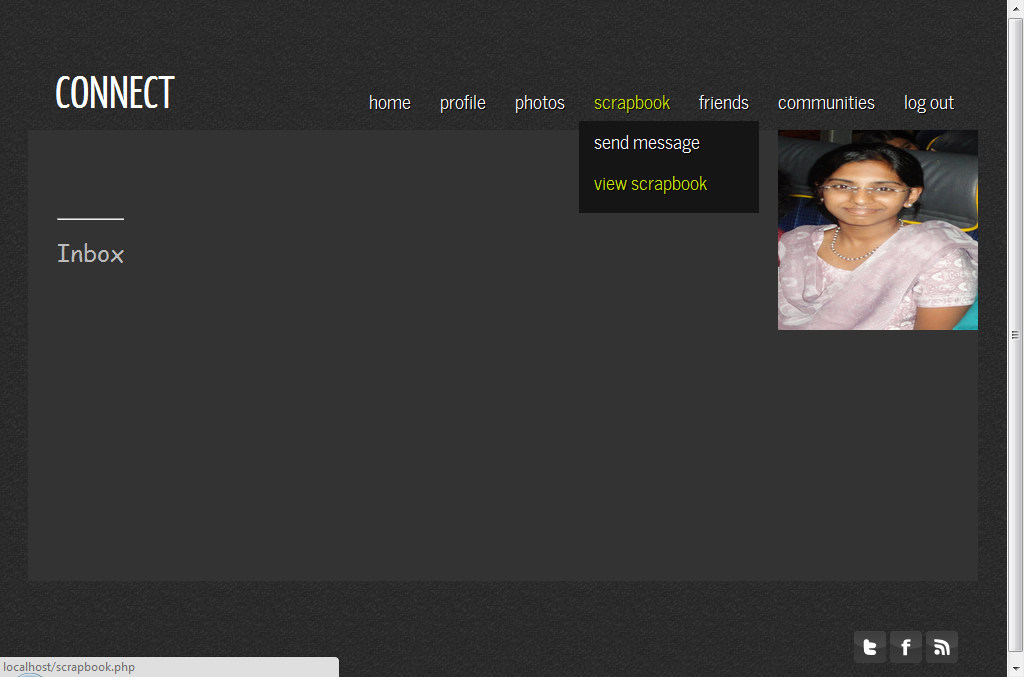 CONNECT
home profile photos scrapbook friends communities log out
send message
view scrapbook
Inbox
localhost/scrapbook.php